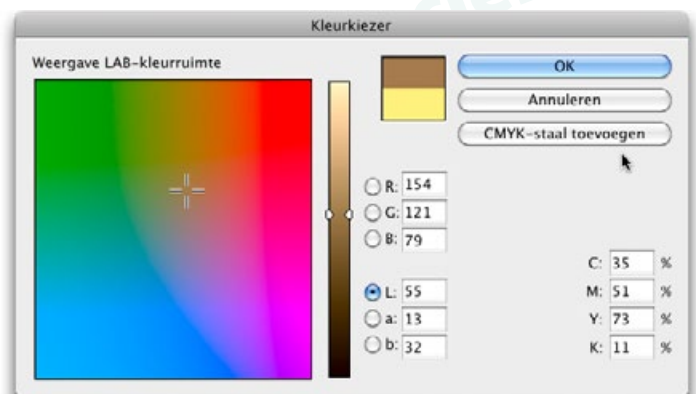 Kleurkiezer
Weergave LAB-kleurruimte
OK
Annuleren
CMYK-staal toevoegen
R: 154
G: 121
B: 79
L: 55
a: 13
b: 32
C: 35 %
M: 51 %
Y: 73 %
K: 11 %